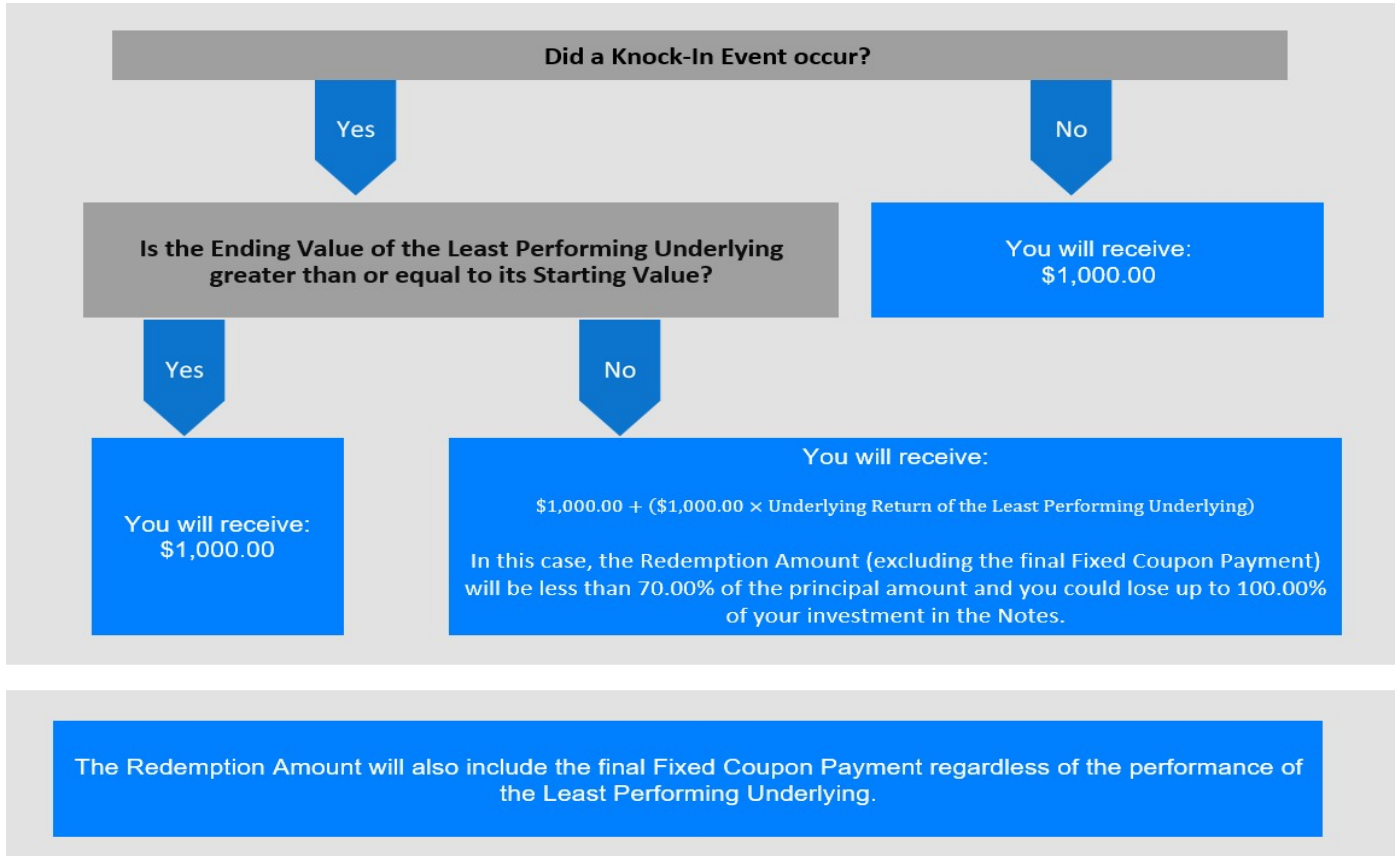 Did a Knock-In Event occur?
Yes
No
Is the Ending Value of the Least Performing Underlying
greater than or equal to its Starting Value?
You will receive:
$1,000.00
Yes
No
You will receive:
$1,000.00
You will receive:
$1,000.00 + ($1,000.00 × Underlying Return of the Least Performing Underlying)
In this case, the Redemption Amount (excluding the final Fixed Coupon Payment)
will be less than 70.00% of the principal amount and you could lose up to 100.00%
of your investment in the Notes.
The Redemption Amount will also include the final Fixed Coupon Payment regardless of the performance of
the Least Performing Underlying.